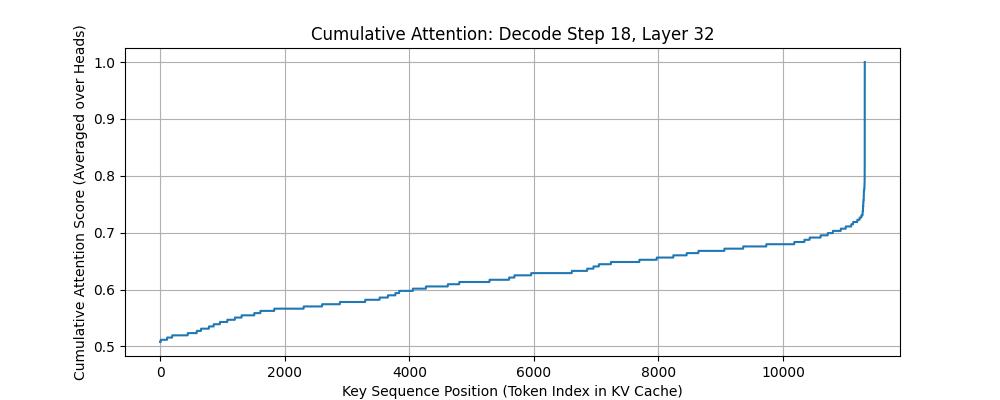 Cumulative Attention: Decode Step 18, Layer 32
Cumulative Attention Score (Averaged over Heads)
1.0
0.9
0.8
0.7
0.6
0.5
0 2000 4000 6000 8000 10000
Key Sequence Position (Token Index in KV Cache)